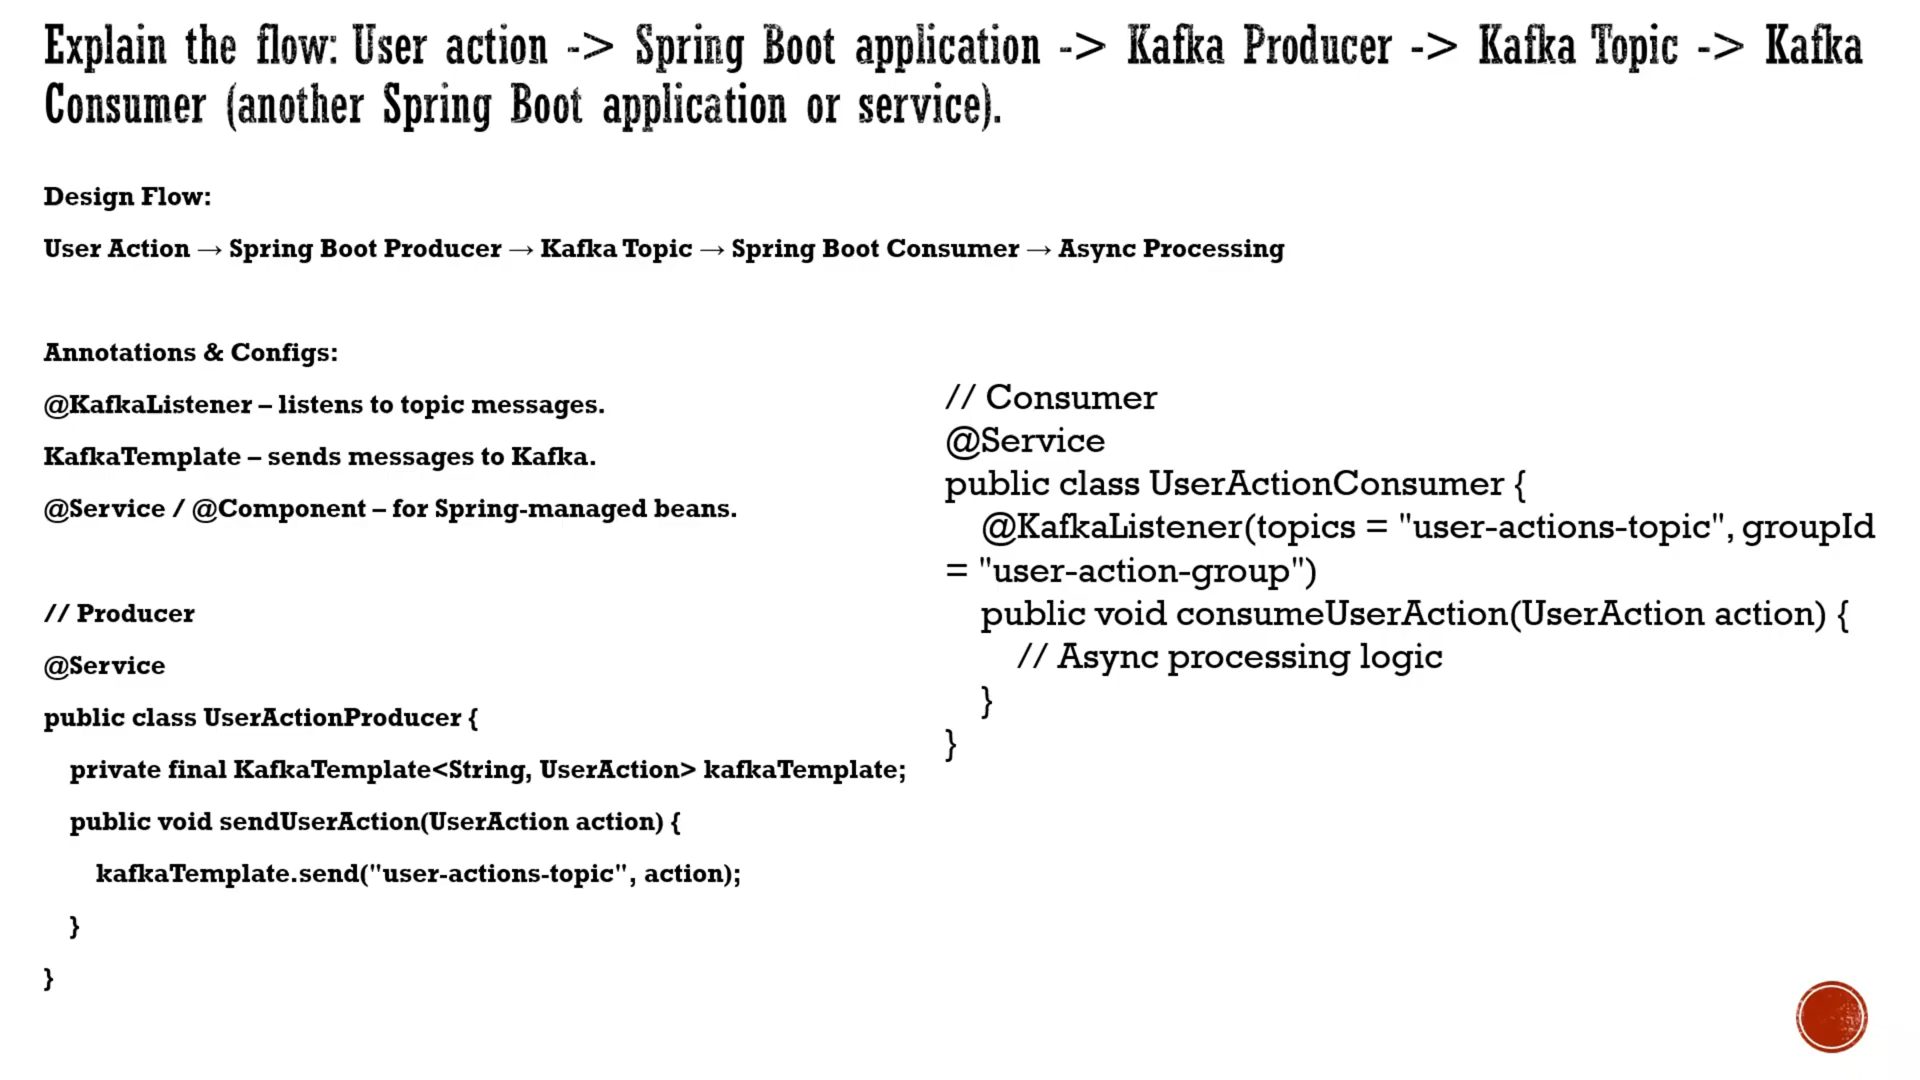 Explain the flow: User action -> Spring Boot application -> Kafka Producer -> Kafka Topic -> Kafka
Consumer (another Spring Boot application or service).
Design Flow:
User Action → Spring Boot Producer → Kafka Topic → Spring Boot Consumer → Async Processing
Annotations & Configs:
@KafkaListener – listens to topic messages.
KafkaTemplate – sends messages to Kafka.
@Service / @Component – for Spring-managed beans.
// Producer
@Service
public class UserActionProducer {
private final KafkaTemplate<String, UserAction> kafkaTemplate;
public void sendUserAction(UserAction action) {
kafkaTemplate.send("user-actions-topic", action);
}
}
// Consumer
@Service
public class UserActionConsumer {
@KafkaListener(topics = "user-actions-topic", groupId
= "user-action-group")
public void consumeUserAction(UserAction action) {
// Async processing logic
}
}